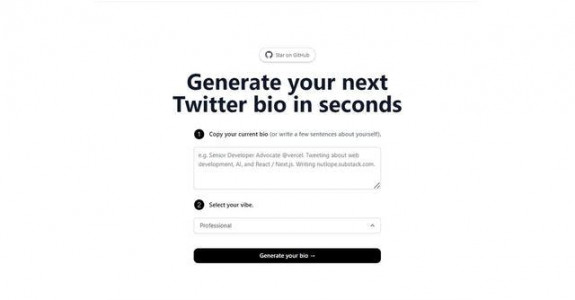 Star on GitHub
Generate your next
Twitter bio in seconds
1 Copy your current bio (or write a few sentences about yourself).
e.g. Senior Developer Advocate @vercel. Tweeting about web
development, AI, and React / Next.js. Writing nutlope.substack.com.
2 Select your vibe.
Professional
Generate your bio →